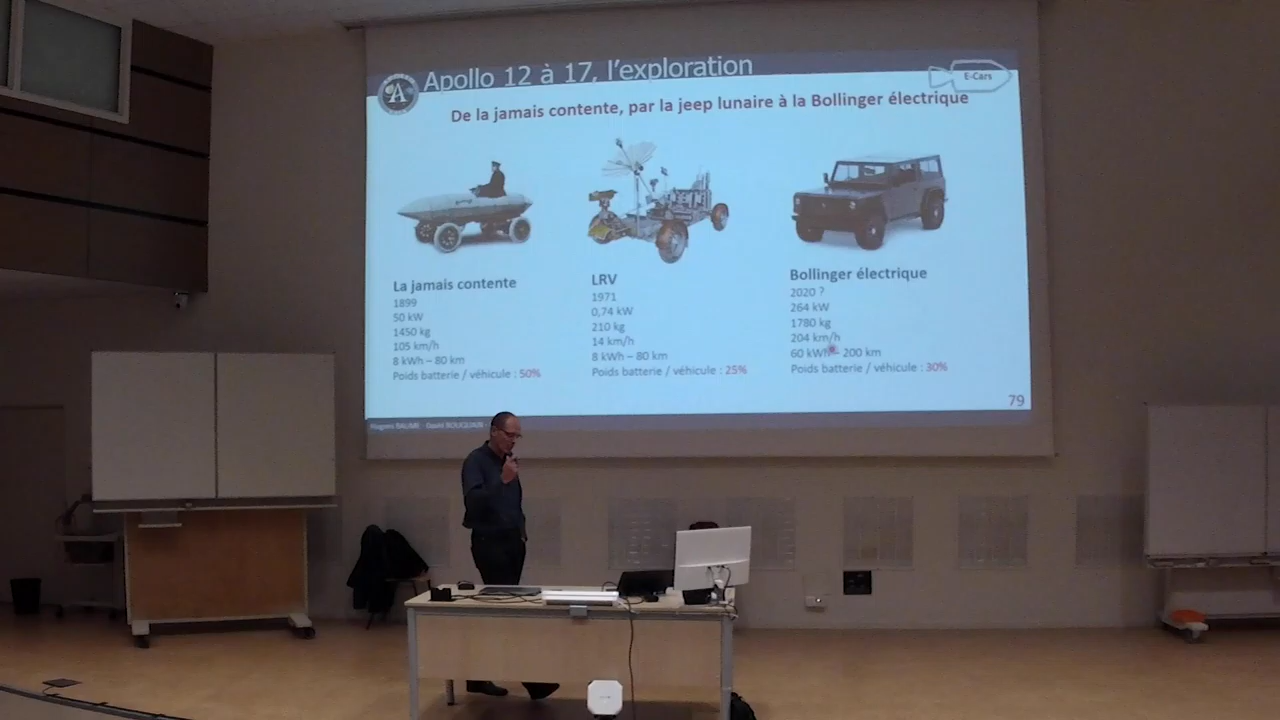 Apollo 12 à 17, l'exploration
E-Cars
De la jamais contente, par la jeep lunaire à la Bollinger électrique
La jamais contente
1899
50 kW
1450 kg
105 km/h
8 kWh – 80 km
Poids batterie / véhicule : 50%
LRV
1971
0,74 kW
210 kg
14 km/h
8 kWh – 80 km
Poids batterie / véhicule : 25%
Bollinger électrique
2020 ?
264 kW
1780 kg
204 km/h
60 kWh – 200 km
Poids batterie / véhicule : 30%
79